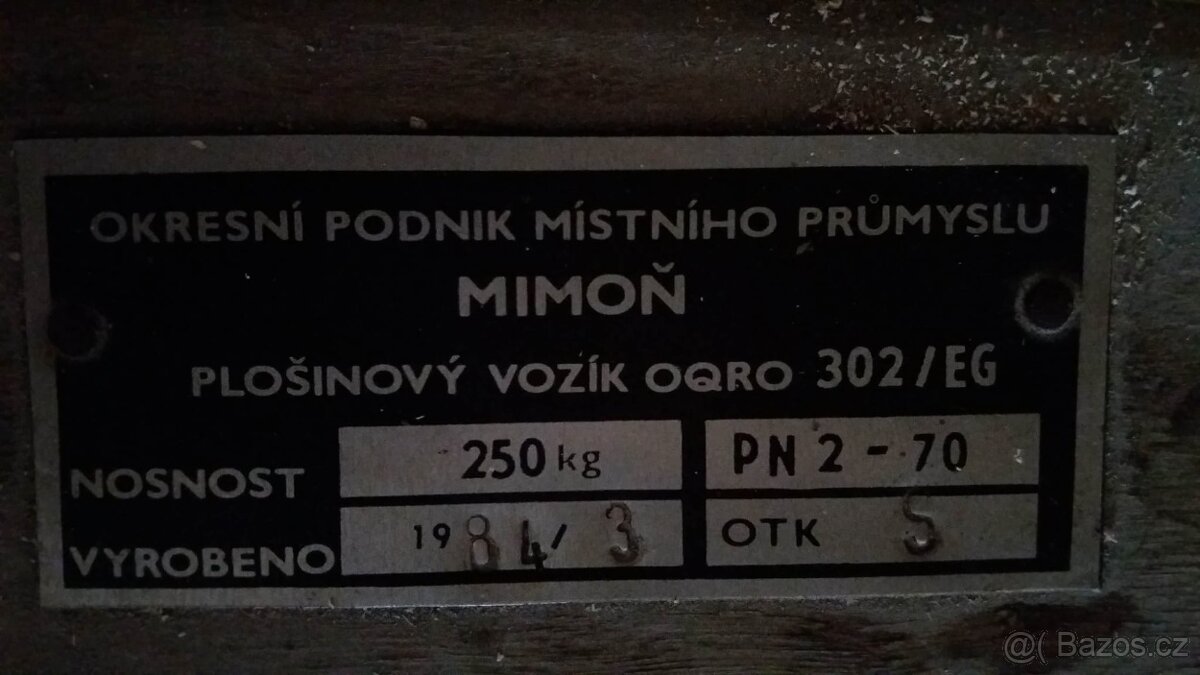 OKRESNÍ PODNIK MÍSTNÍHO PRŮMYSLU
MIMOŇ
PLOŠINOVÝ VOZÍK OQRO 302/EG
NOSNOST 250 kg PN 2 - 70
VYROBENO 1984/3 OTK S
@( Bazos.cz